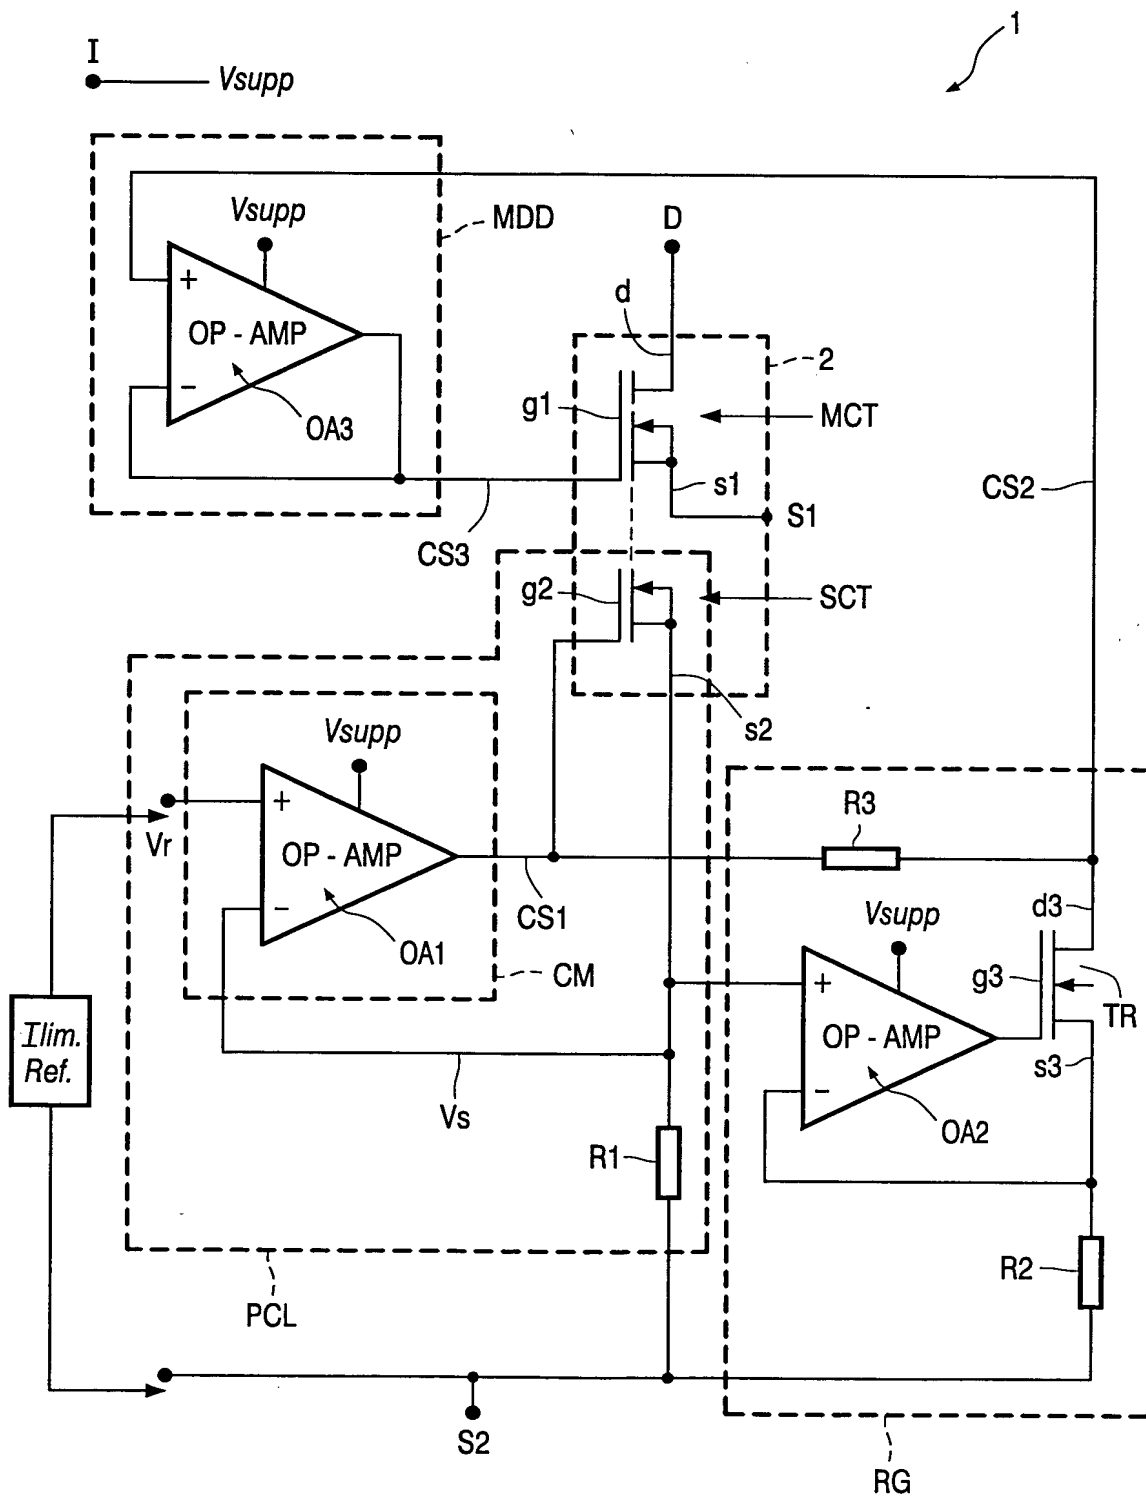 1
I
Vsupp
MDD
Vsupp
D
d
+
OP - AMP
2
g1
MCT
–
OA3
s1
CS2
S1
CS3
g2
SCT
s2
Vsupp
R3
+
Vr
OP - AMP
CS1
d3
Vsupp
–
OA1
CM
g3
+
TR
Ilim.
Ref.
OP - AMP
s3
Vs
–
OA2
R1
R2
PCL
S2
RG